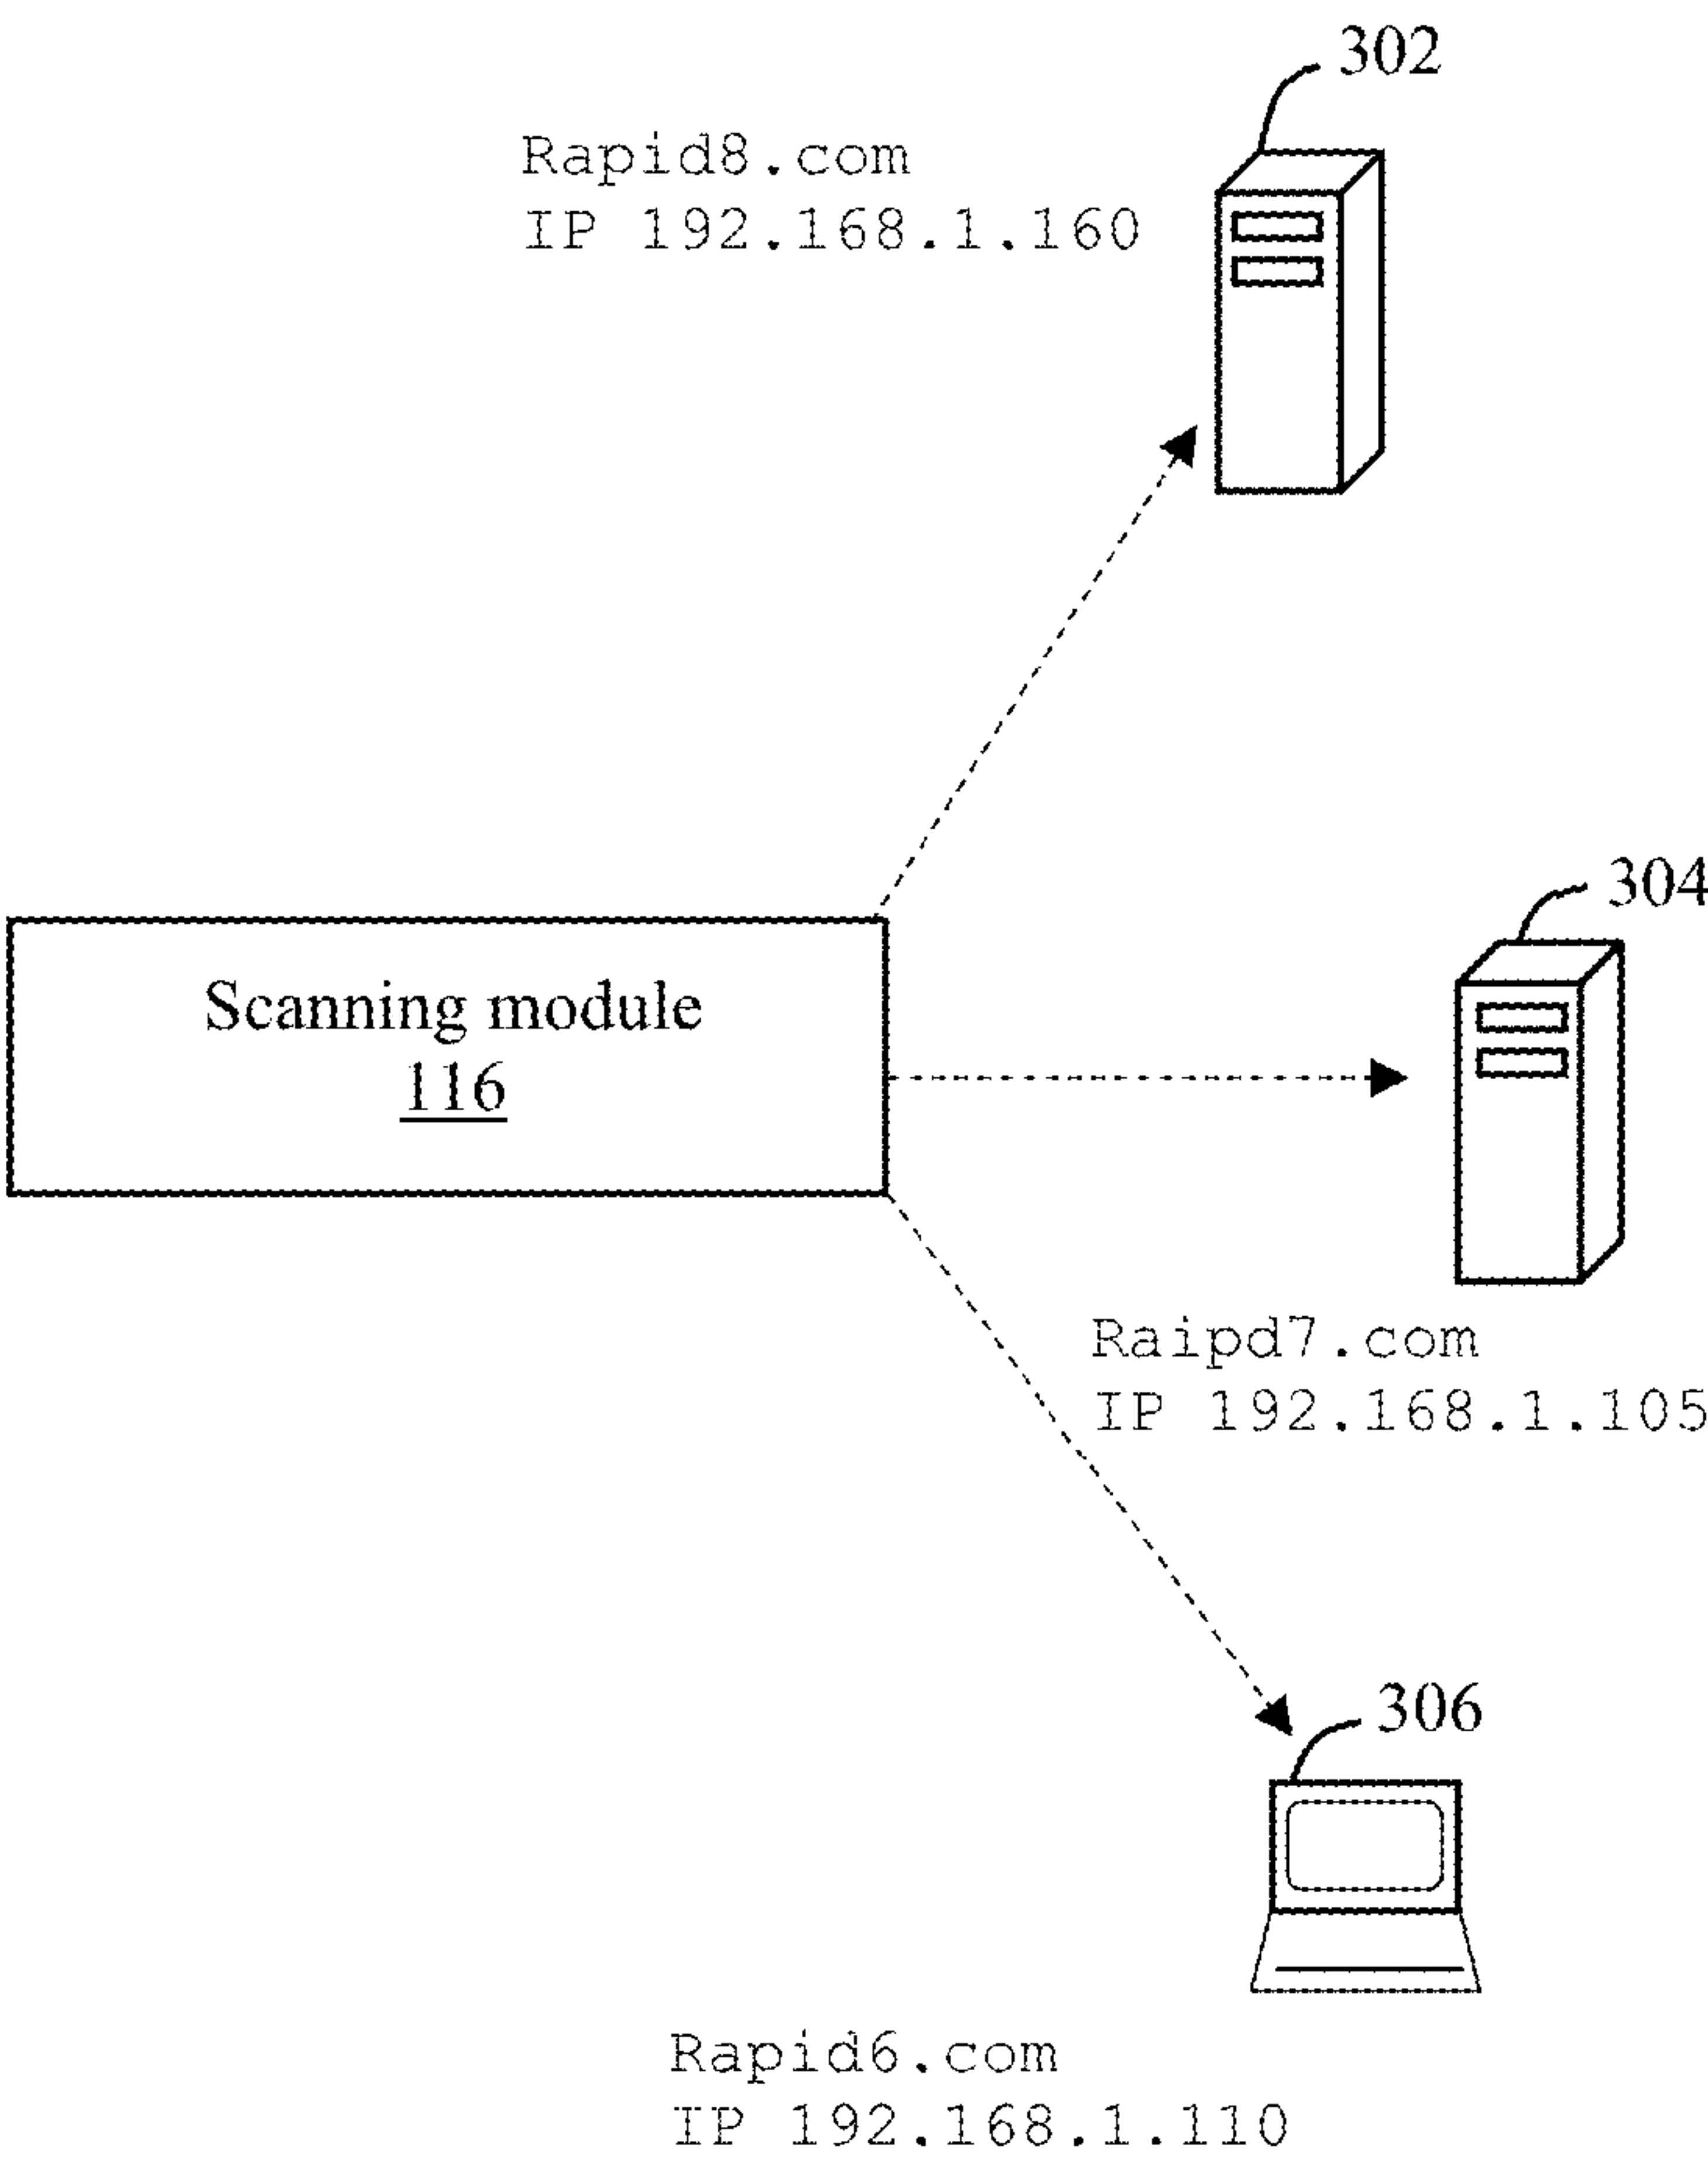 302
Rapid8.com
IP 192.168.1.160
304
Scanning module
116
Raipd7.com
IP 192.168.1.105
306
Rapid6.com
IP 192.168.1.110